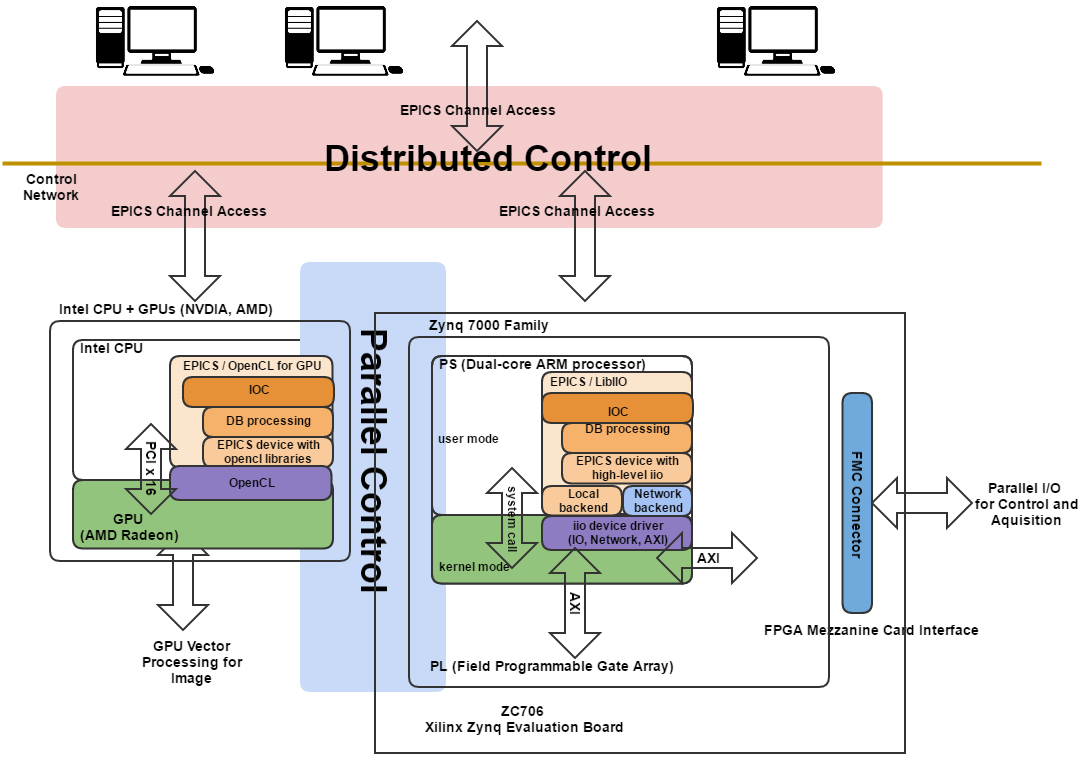 EPICS Channel Access
Distributed Control
Control
Network
EPICS Channel Access
EPICS Channel Access
Intel CPU + GPUs (NVDIA, AMD)
Intel CPU
EPICS / OpenCL for GPU
IOC
DB processing
EPICS device with
opencl libraries
OpenCL
PCI x 16
GPU
(AMD Radeon)
GPU Vector
Processing for
Image
Parallel Control
Zynq 7000 Family
PS (Dual-core ARM processor)
EPICS / LibIIO
IOC
DB processing
EPICS device with
high-level iio
user mode
Local
backend
Network
backend
system call
iio device driver
(IO, Network, AXI)
kernel mode
AXI
AXI
PL (Field Programmable Gate Array)
FMC Connector
Parallel I/O
for Control and
Aquisition
FPGA Mezzanine Card Interface
ZC706
Xilinx Zynq Evaluation Board